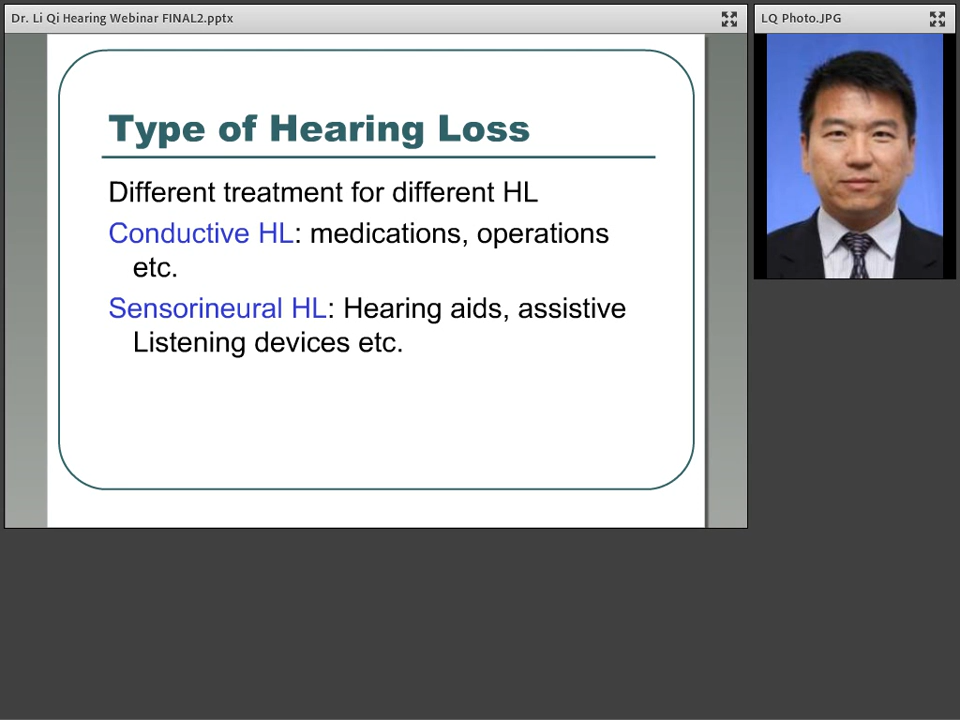 Dr. Li Qi Hearing Webinar FINAL2.pptx
LQ Photo.JPG
Type of Hearing Loss
Different treatment for different HL
Conductive HL: medications, operations
etc.
Sensorineural HL: Hearing aids, assistive
Listening devices etc.